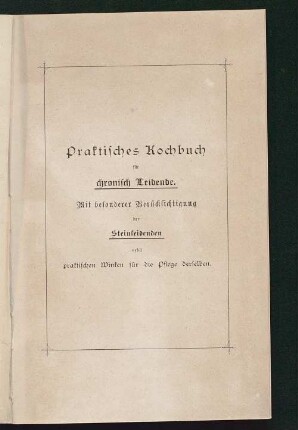 Praktisches Kochbuch
für
chronisch Leidende.
Mit besonderer Berücksichtigung
der
Steinleidenden
nebst
praktischen Winken für die Pflege derselben.